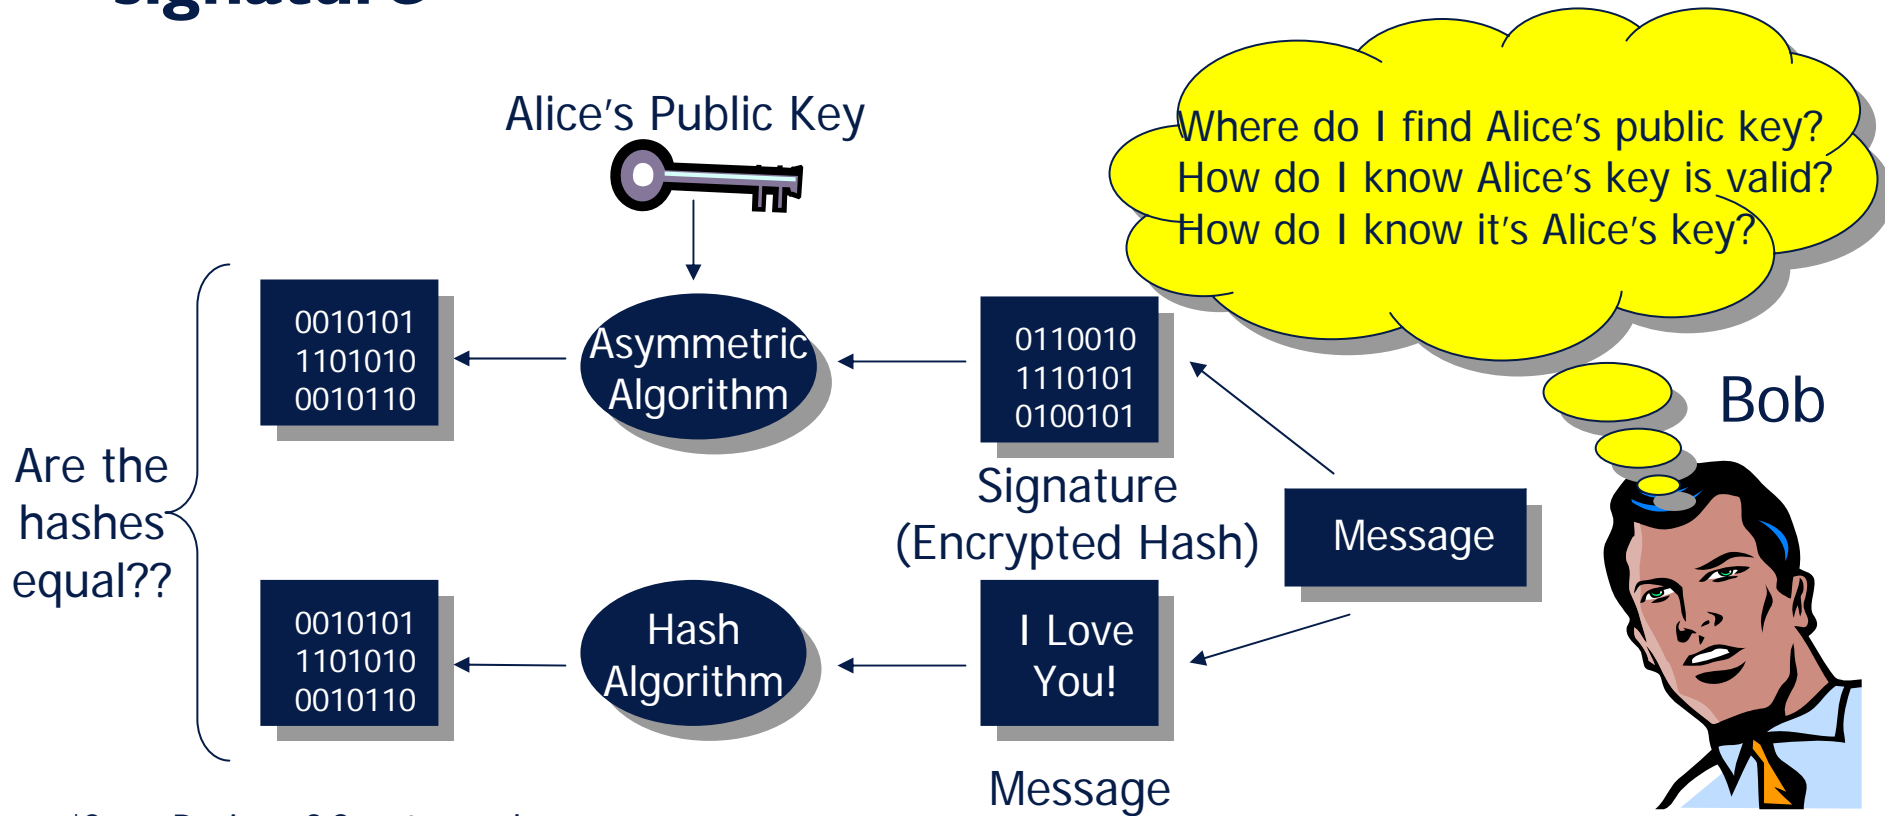 signature
Alice's Public Key
Where do I find Alice's public key?
How do I know Alice's key is valid?
How do I know it's Alice's key?
Bob
0010101
1101010
0010110
Asymmetric
Algorithm
0110010
1110101
0100101
Signature
(Encrypted Hash)
Message
Are the
hashes
equal??
0010101
1101010
0010110
Hash
Algorithm
I Love
You!
Message